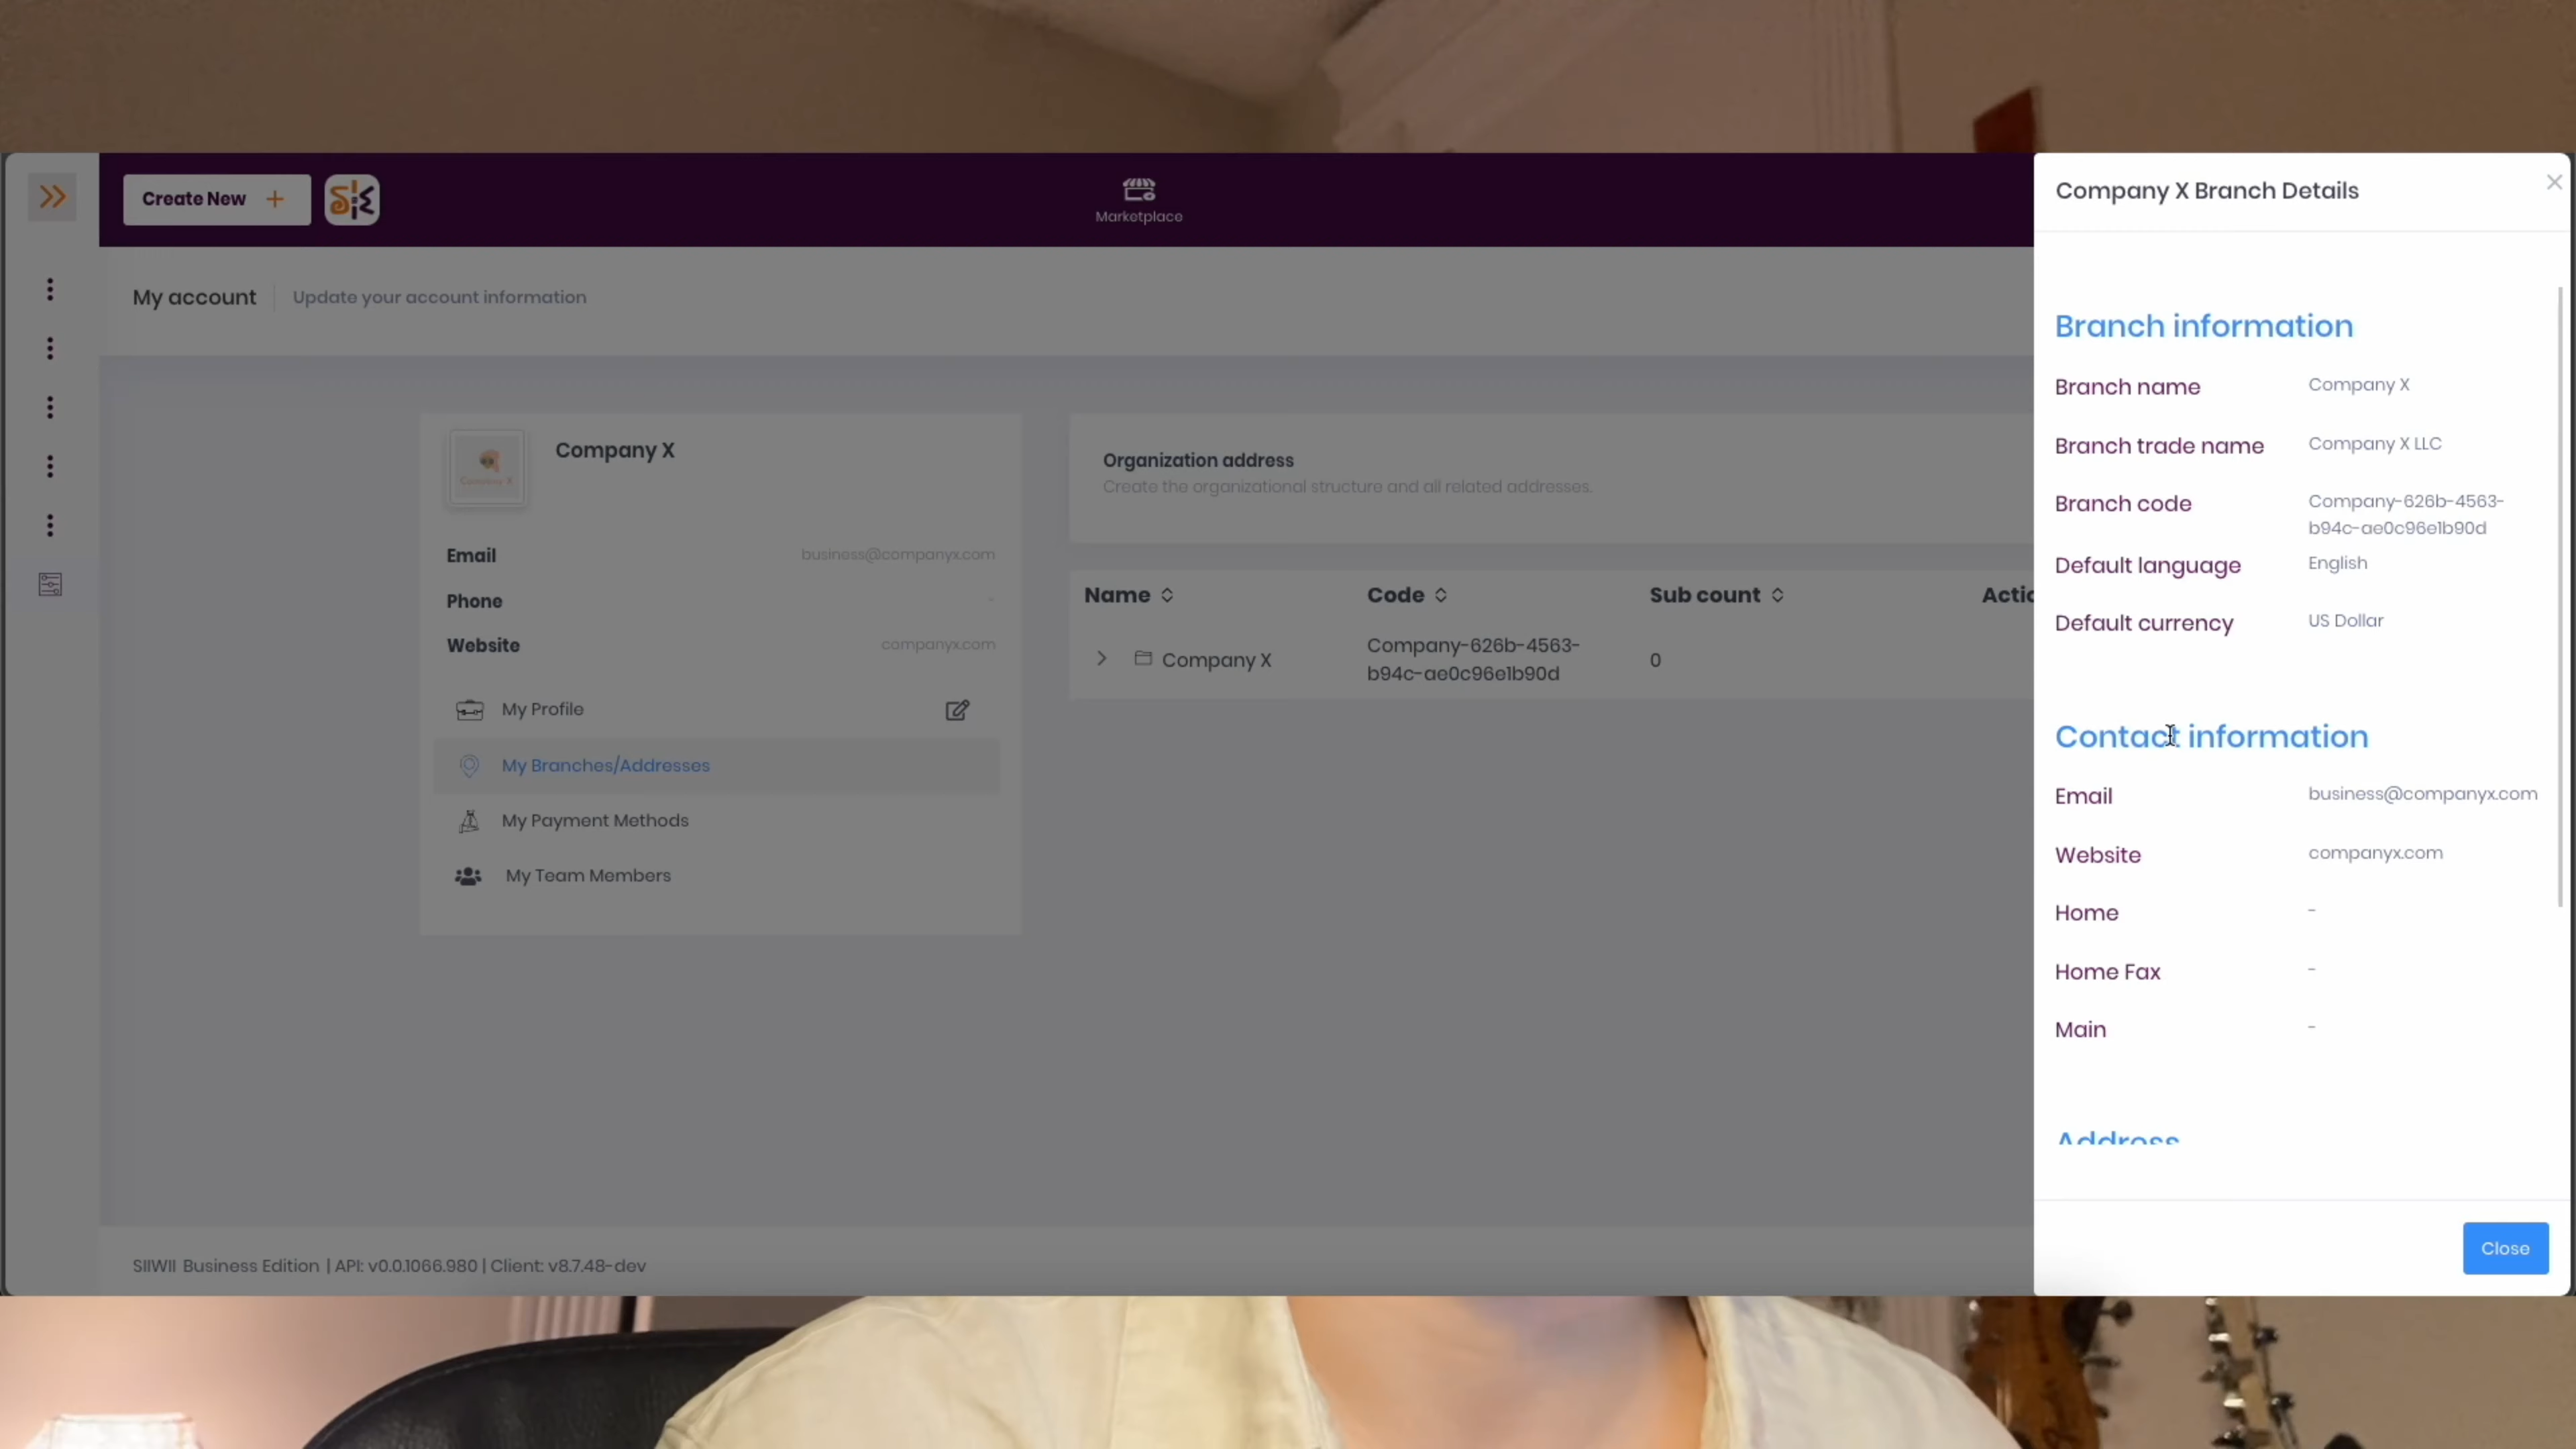 Create New +
Marketplace
My account
Update your account information
Company X
Email
business@companyx.com
Phone
-
Website
companyx.com
My Profile
My Branches/Addresses
My Payment Methods
My Team Members
Organization address
Create the organizational structure and all related addresses.
Name
Code
Sub count
Actio
Company X
Company-626b-4563-
b94c-ae0c96e1b90d
0
SIIWII Business Edition | API: v0.0.1066.980 | Client: v8.7.48-dev
Company X Branch Details
Branch information
Branch name
Company X
Branch trade name
Company X LLC
Branch code
Company-626b-4563-
b94c-ae0c96e1b90d
Default language
English
Default currency
US Dollar
Contact information
Email
business@companyx.com
Website
companyx.com
Home
-
Home Fax
-
Main
-
Address
Close